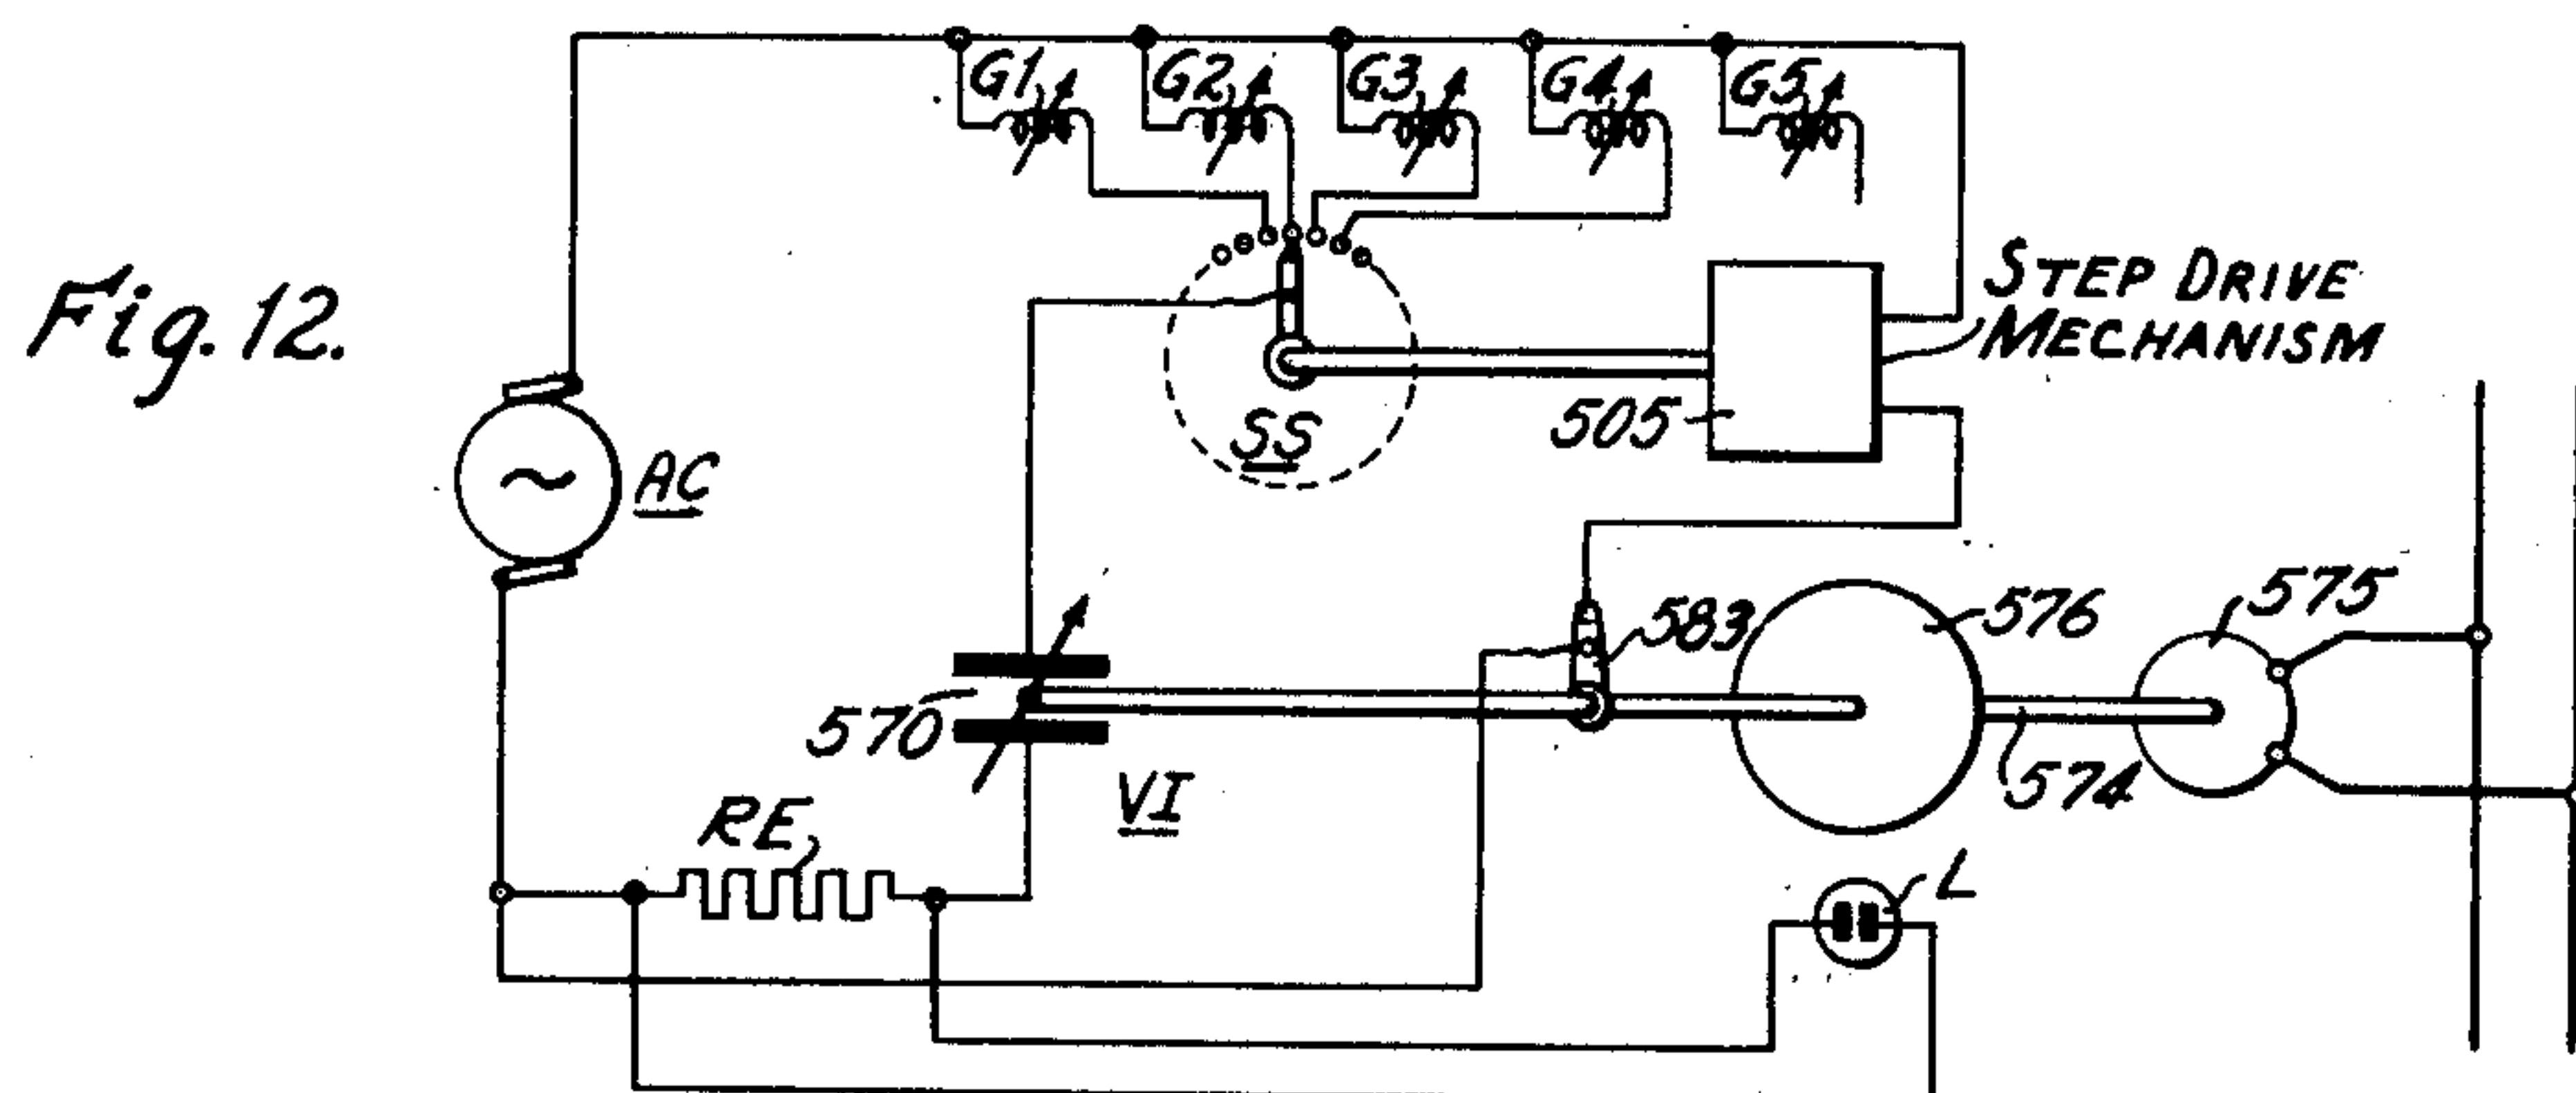 G1
G2
G3
G4
G5
Fig. 12.
STEP DRIVE
MECHANISM
SS
505
AC
~
583
576
575
570
574
VI
RE
L